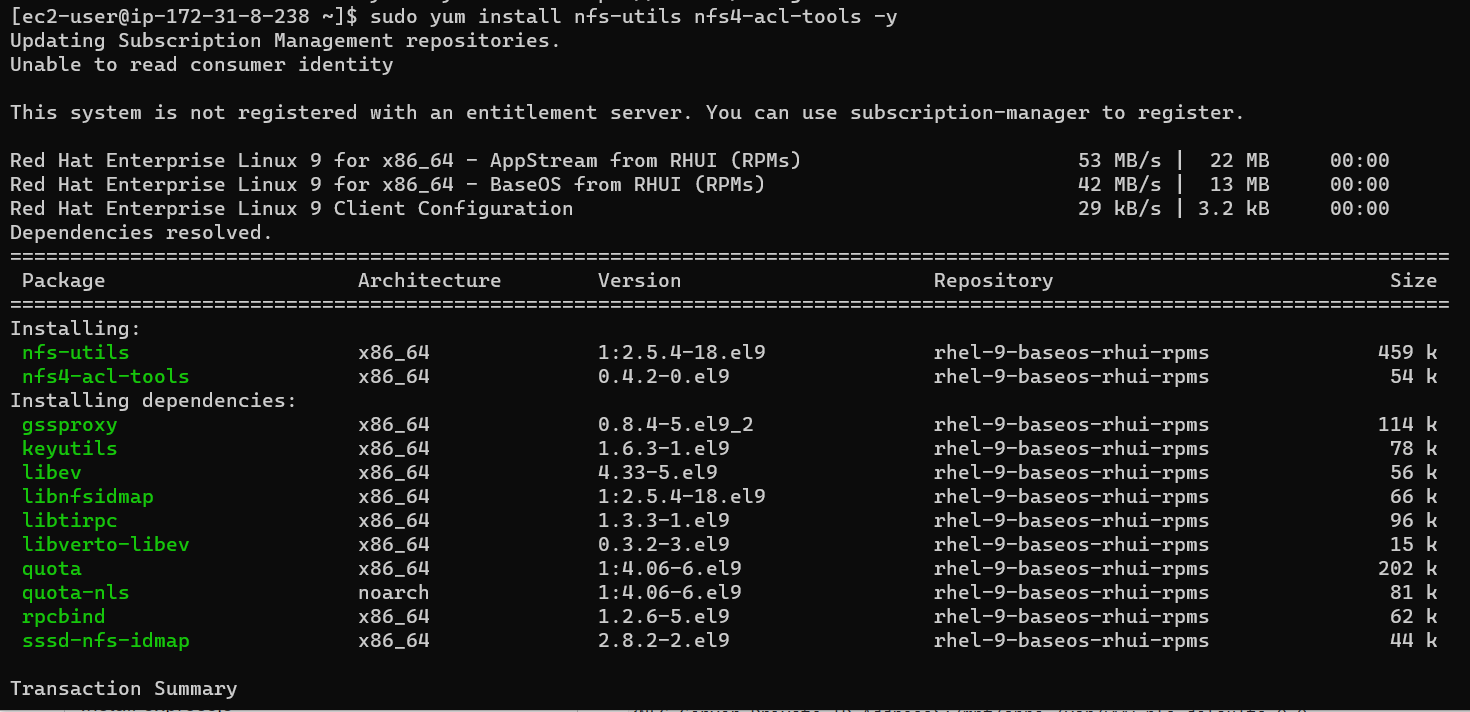 [ec2-user@ip-172-31-8-238 ~]$ sudo yum install nfs-utils nfs4-acl-tools -y
Updating Subscription Management repositories.
Unable to read consumer identity
This system is not registered with an entitlement server. You can use subscription-manager to register.
Red Hat Enterprise Linux 9 for x86_64 - AppStream from RHUI (RPMs) 53 MB/s | 22 MB 00:00
Red Hat Enterprise Linux 9 for x86_64 - BaseOS from RHUI (RPMs) 42 MB/s | 13 MB 00:00
Red Hat Enterprise Linux 9 Client Configuration 29 kB/s | 3.2 kB 00:00
Dependencies resolved.
========================================================================================================================
Package Architecture Version Repository Size
========================================================================================================================
Installing:
nfs-utils x86_64 1:2.5.4-18.el9 rhel-9-baseos-rhui-rpms 459 k
nfs4-acl-tools x86_64 0.4.2-0.el9 rhel-9-baseos-rhui-rpms 54 k
Installing dependencies:
gssproxy x86_64 0.8.4-5.el9_2 rhel-9-baseos-rhui-rpms 114 k
keyutils x86_64 1.6.3-1.el9 rhel-9-baseos-rhui-rpms 78 k
libev x86_64 4.33-5.el9 rhel-9-baseos-rhui-rpms 56 k
libnfsidmap x86_64 1:2.5.4-18.el9 rhel-9-baseos-rhui-rpms 66 k
libtirpc x86_64 1.3.3-1.el9 rhel-9-baseos-rhui-rpms 96 k
libverto-libev x86_64 0.3.2-3.el9 rhel-9-baseos-rhui-rpms 15 k
quota x86_64 1:4.06-6.el9 rhel-9-baseos-rhui-rpms 202 k
quota-nls noarch 1:4.06-6.el9 rhel-9-baseos-rhui-rpms 81 k
rpcbind x86_64 1.2.6-5.el9 rhel-9-baseos-rhui-rpms 62 k
sssd-nfs-idmap x86_64 2.8.2-2.el9 rhel-9-baseos-rhui-rpms 44 k
Transaction Summary